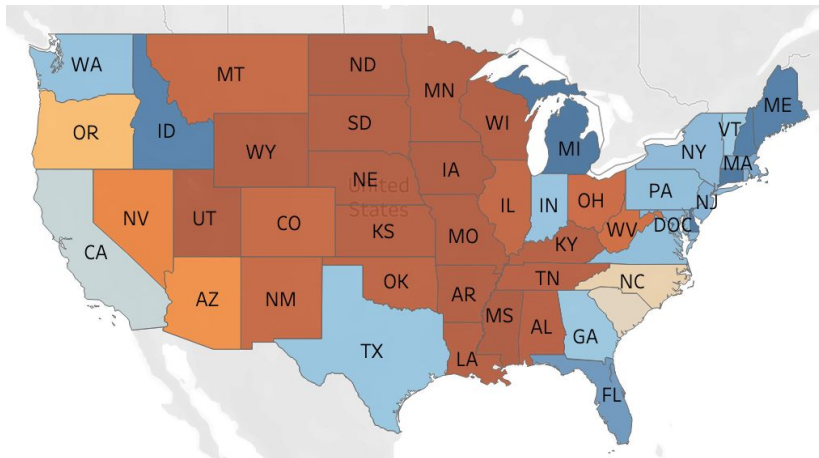 WA
MT
ND
MN
ME
OR
ID
SD
WI
VT
WY
MI
NY
MA
NE
IA
PA
United
States
NV
UT
CO
IL
IN
OH
NJ
CA
KS
MO
WV
DOC
KY
AZ
NM
OK
AR
TN
NC
MS
AL
GA
TX
LA
FL